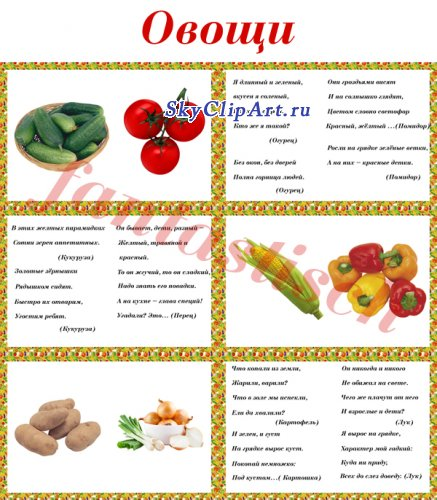 Овощи
SkyClipArt.ru
fantastisch
Я длинный и зеленый,
вкусен я соленый,
Кто же я такой?
(Огурец)
Без окон, без дверей
Полна горница людей.
(Огурец)
Они гроздьями висят
И на солнышко глядят,
Цветом словно светофор
Красный, жёлтый ...(Помидор)
Росли на грядке зелёные ветки,
А на них – красные детки.
(Помидор)
В этих желтых пирамидках
Сотни зерен аппетитных.
(Кукуруза)
Золотые зёрнышки
Рядышком сидят.
Быстро их отварим,
Угостим ребят.
(Кукуруза)
Он бывает, дети, разный
Желтый, травяной и
красный.
То он жгучий, то он сладкий,
Надо знать его повадки.
А на кухне – глава специй!
Угадали? Это… (Перец)
Что копали из земли,
Жарили, варили?
Что в золе мы испекли,
Ели да хвалили?
(Картофель)
И зелен, и густ
На грядке вырос куст.
Покопай немножко:
Под кустом…( Картошка)
Он никогда и никого
Не обижал на свете.
Чего же плачут от него
И взрослые и дети?
(Лук)
Я вырос на грядке,
Характер мой гадкий:
Куда ни приду,
Всех до слез доведу. (Лук)